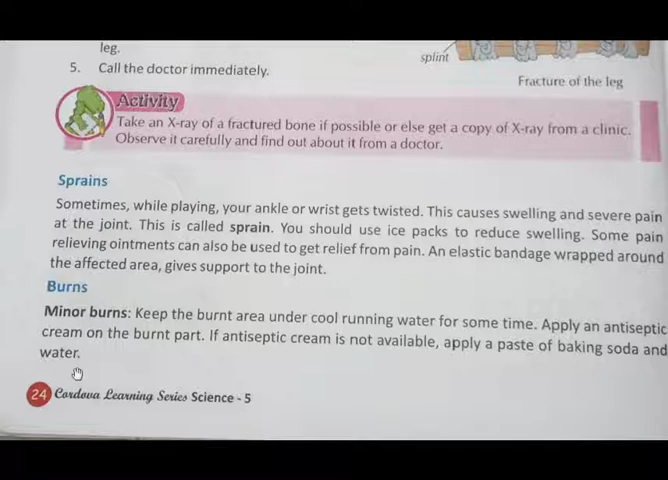 leg.
splint
5. Call the doctor immediately.
Fracture of the leg
Activity
Take an X-ray of a fractured bone if possible or else get a copy of X-ray from a clinic.
Observe it carefully and find out about it from a doctor.
Sprains
Sometimes, while playing, your ankle or wrist gets twisted. This causes swelling and severe pain
at the joint. This is called sprain. You should use ice packs to reduce swelling. Some pain
relieving ointments can also be used to get relief from pain. An elastic bandage wrapped around
the affected area, gives support to the joint.
Burns
Minor burns: Keep the burnt area under cool running water for some time. Apply an antiseptic
cream on the burnt part. If antiseptic cream is not available, apply a paste of baking soda and
water.
24 Cordova Learning Series Science - 5